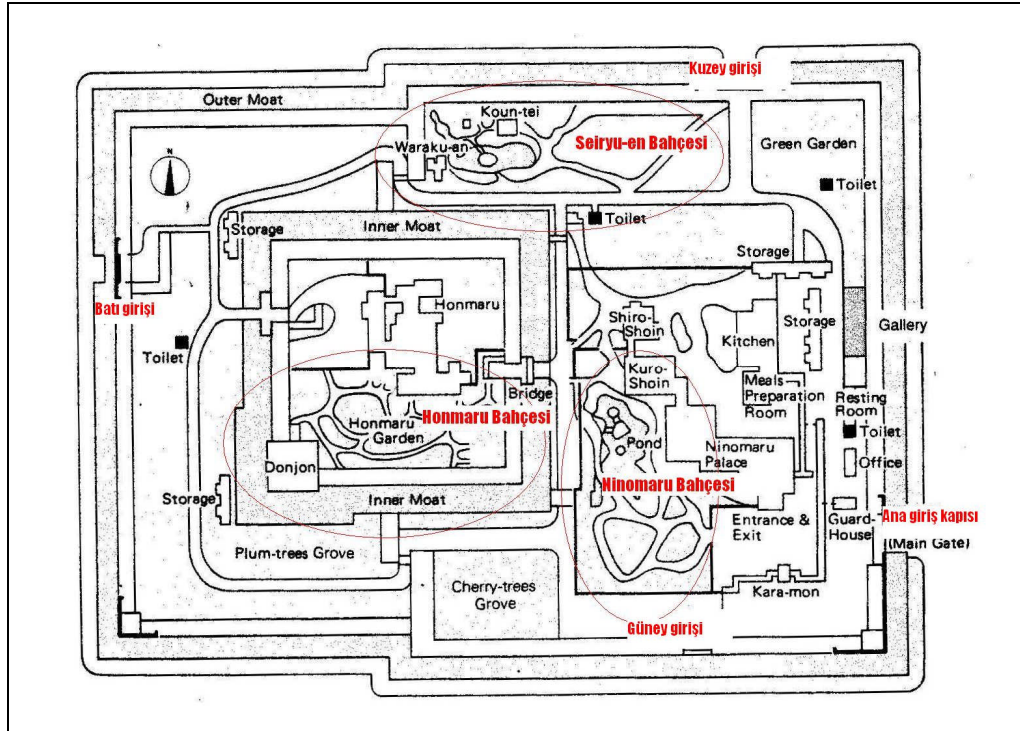 Kuzey girişi
Outer Moat
Koun-tei
Waraku-an
Seiryu-en Bahçesi
Green Garden
N
Toilet
Toilet
Storage
Inner Moat
Storage
Batı girişi
Honmaru
Shiro-
Shoin
Kitchen
Storage
Gallery
Toilet
Kuro-
Shoin
Bridge
Meals
Preparation
Room
Resting
Room
Honmaru Bahçesi
Honmaru
Garden
Pond
Ninomaru
Palace
Toilet
Office
Donjon
Ninomaru Bahçesi
Storage
Inner Moat
Entrance &
Exit
Guard-
House
Ana giriş kapısı
(Main Gate)
Plum-trees Grove
Cherry-trees
Grove
Kara-mon
Güney girişi